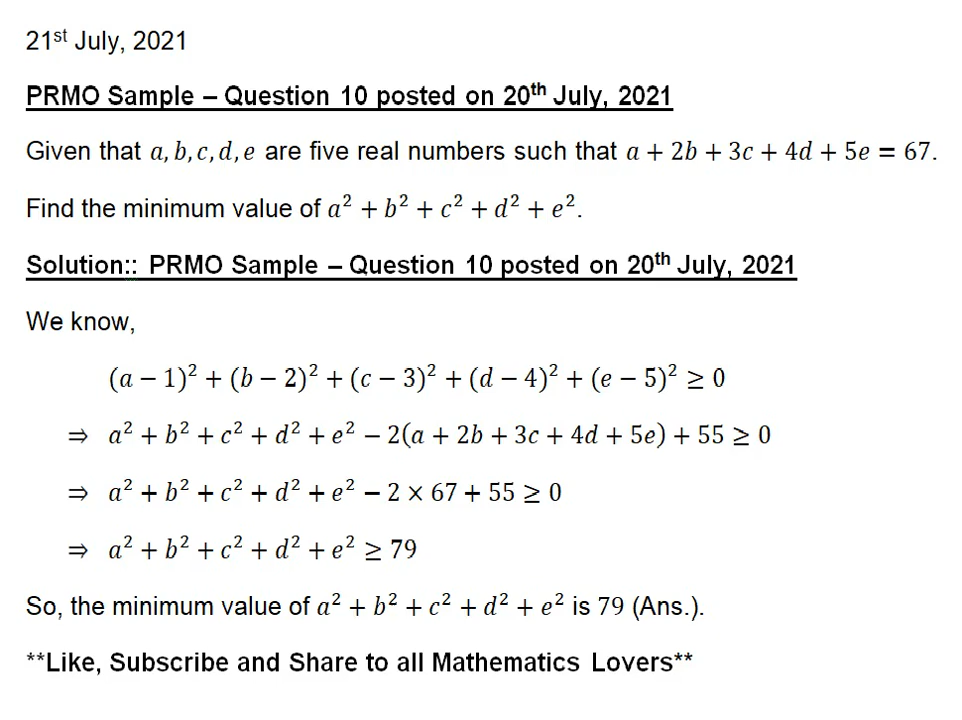 21st July, 2021
PRMO Sample – Question 10 posted on 20th July, 2021
Given that a, b, c, d, e are five real numbers such that a + 2b + 3c + 4d + 5e = 67.
Find the minimum value of a² + b² + c² + d² + e².
Solution:: PRMO Sample – Question 10 posted on 20th July, 2021
We know,
(a − 1)² + (b − 2)² + (c − 3)² + (d − 4)² + (e − 5)² ≥ 0
⇒ a² + b² + c² + d² + e² − 2(a + 2b + 3c + 4d + 5e) + 55 ≥ 0
⇒ a² + b² + c² + d² + e² − 2 × 67 + 55 ≥ 0
⇒ a² + b² + c² + d² + e² ≥ 79
So, the minimum value of a² + b² + c² + d² + e² is 79 (Ans.).
**Like, Subscribe and Share to all Mathematics Lovers**